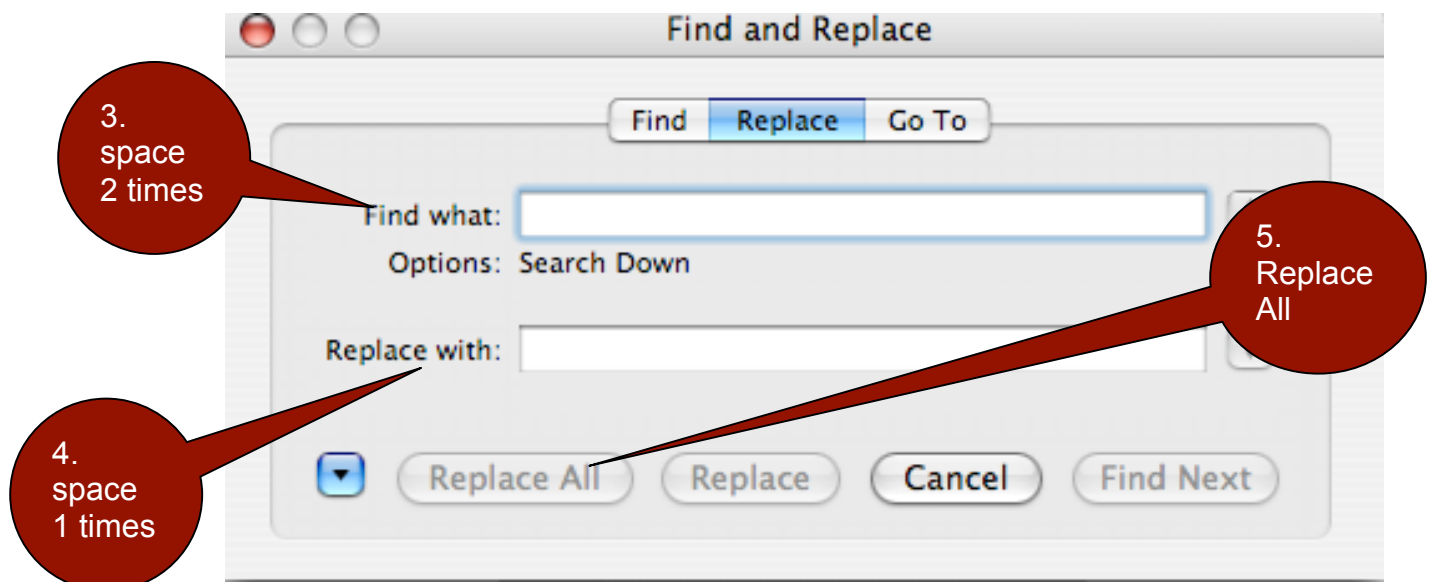 Find and Replace
Find Replace Go To
3.
space
2 times
Find what:
Options: Search Down
5.
Replace
All
Replace with:
4.
space
1 times
Replace All Replace Cancel Find Next